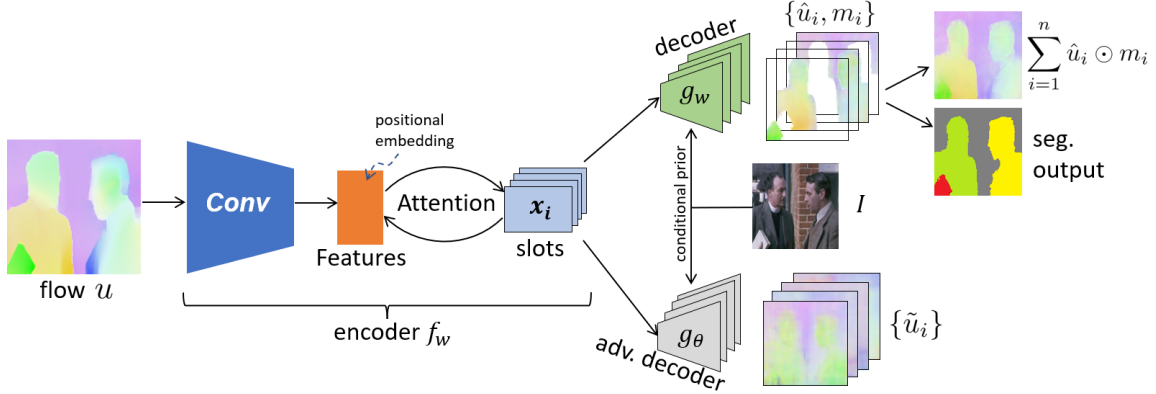 flow u
Conv
positional
embedding
Features
Attention
x_i
slots
encoder f_w
decoder
g_w
{û_i, m_i}
∑_{i=1}^{n} û_i ⊙ m_i
seg.
output
conditional prior
I
g_θ
adv. decoder
{ũ_i}